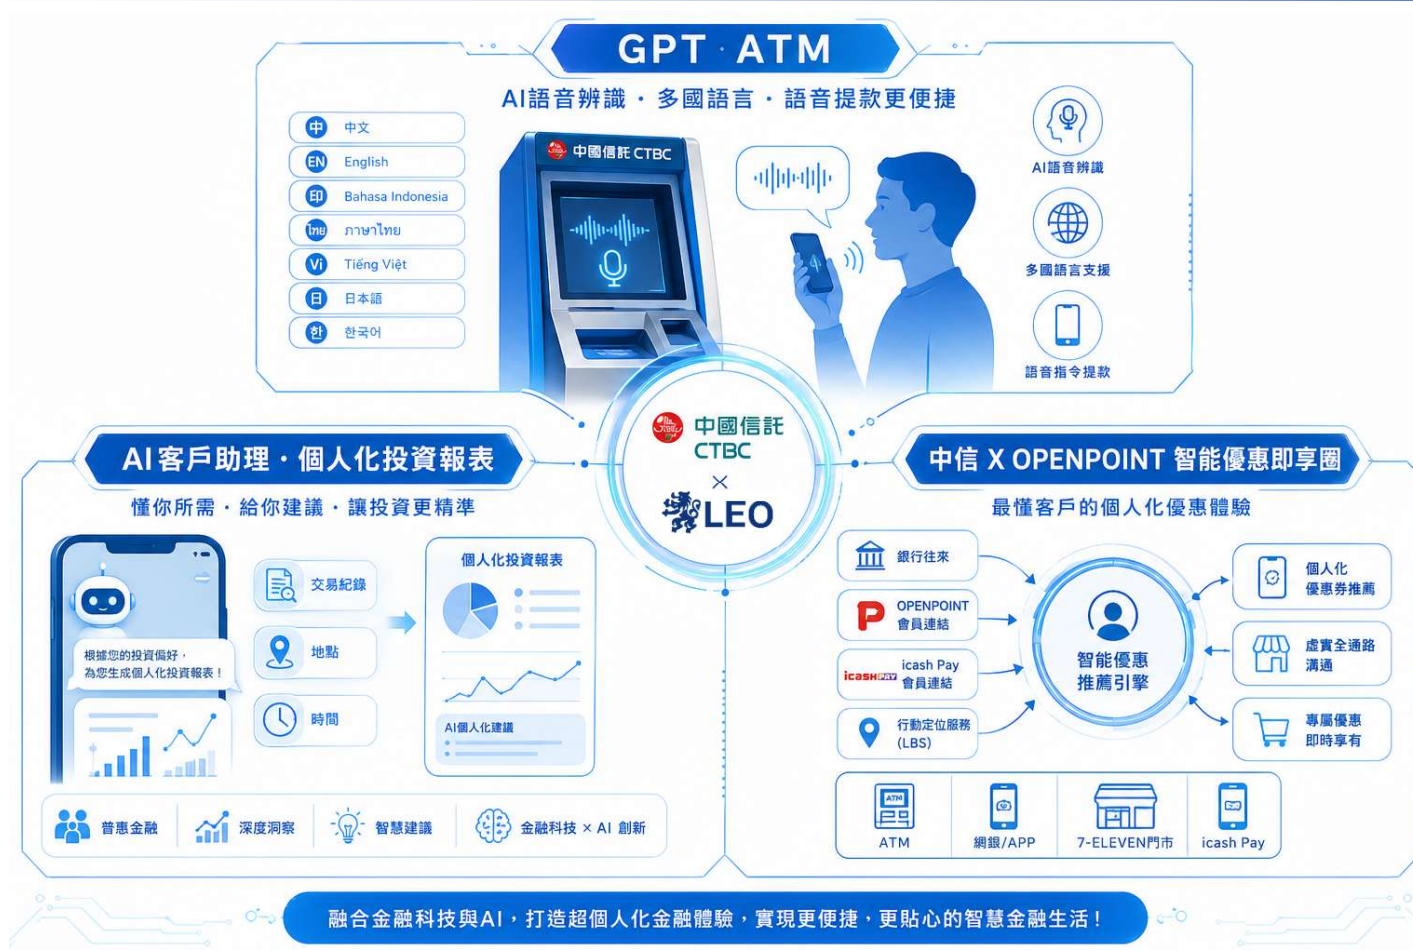 GPT · ATM
AI語音辨識 · 多國語言 · 語音提款更便捷
中 中文
EN English
印 Bahasa Indonesia
ไทย ภาษาไทย
Vi Tiếng Việt
日 日本語
한 한국어
中國信託 CTBC
AI語音辨識
多國語言支援
語音指令提款
中國信託
CTBC
×
LEO
AI 客戶助理 · 個人化投資報表
懂你所需 · 給你建議 · 讓投資更精準
根據您的投資偏好，
為您生成個人化投資報表！
交易紀錄
地點
時間
個人化投資報表
AI個人化建議
普惠金融
深度洞察
智慧建議
金融科技 × AI 創新
中信 X OPENPOINT 智能優惠即享圈
最懂客戶的個人化優惠體驗
銀行往來
P OPENPOINT
會員連結
icash PAY
icash Pay
會員連結
行動定位服務
(LBS)
智能優惠
推薦引擎
個人化
優惠券推薦
虛實全通路
溝通
專屬優惠
即時享有
ATM
ATM
網銀/APP
7-ELEVEN門市
icash Pay
融合金融科技與AI，打造超個人化金融體驗，實現更便捷，更貼心的智慧金融生活！